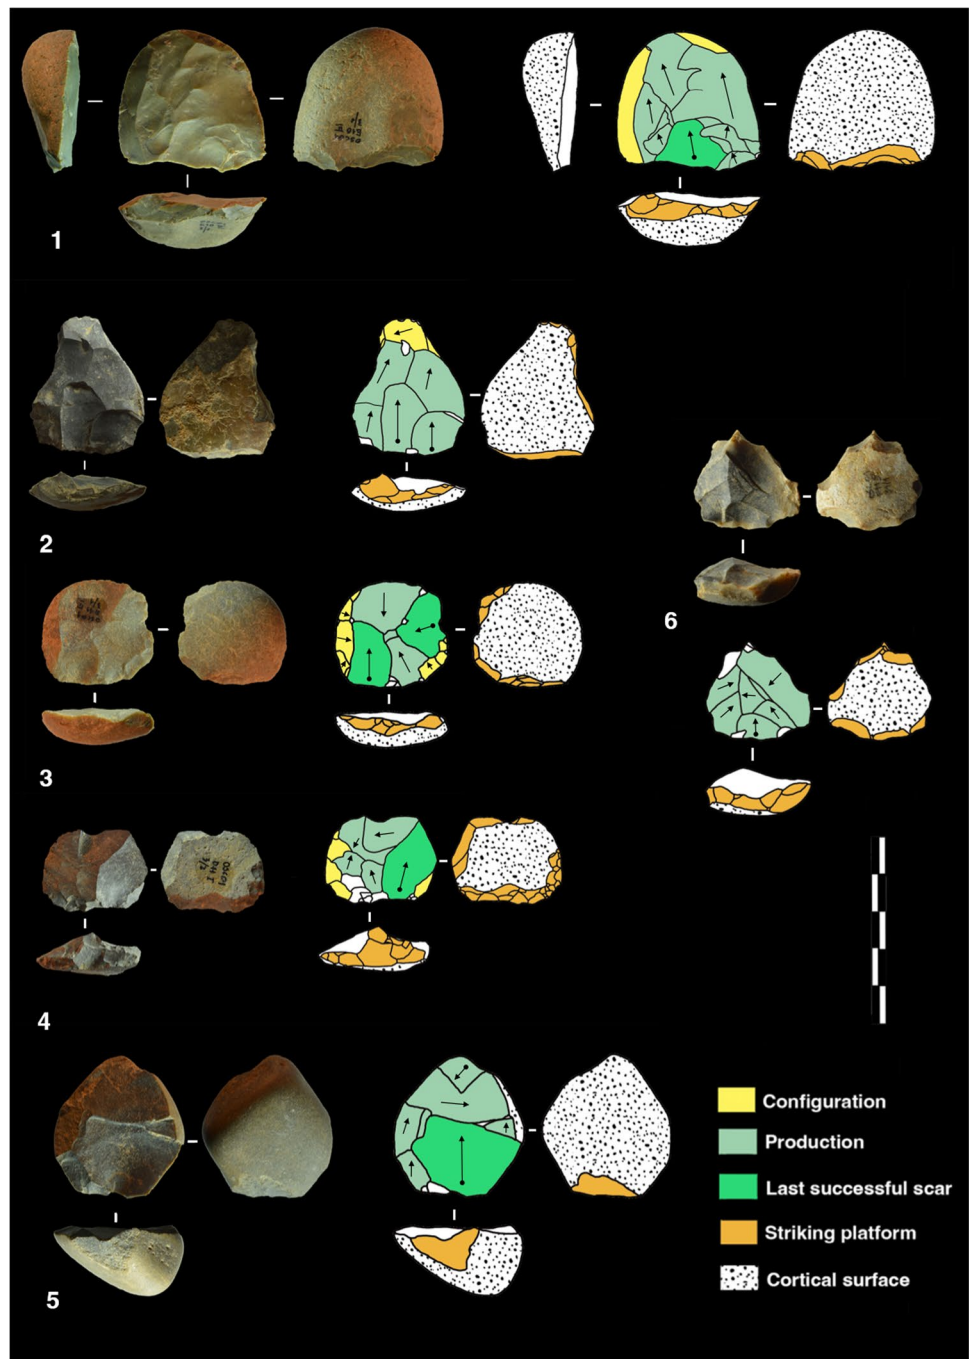 1
2
6
3
4
5
Configuration
Production
Last successful scar
Striking platform
Cortical surface